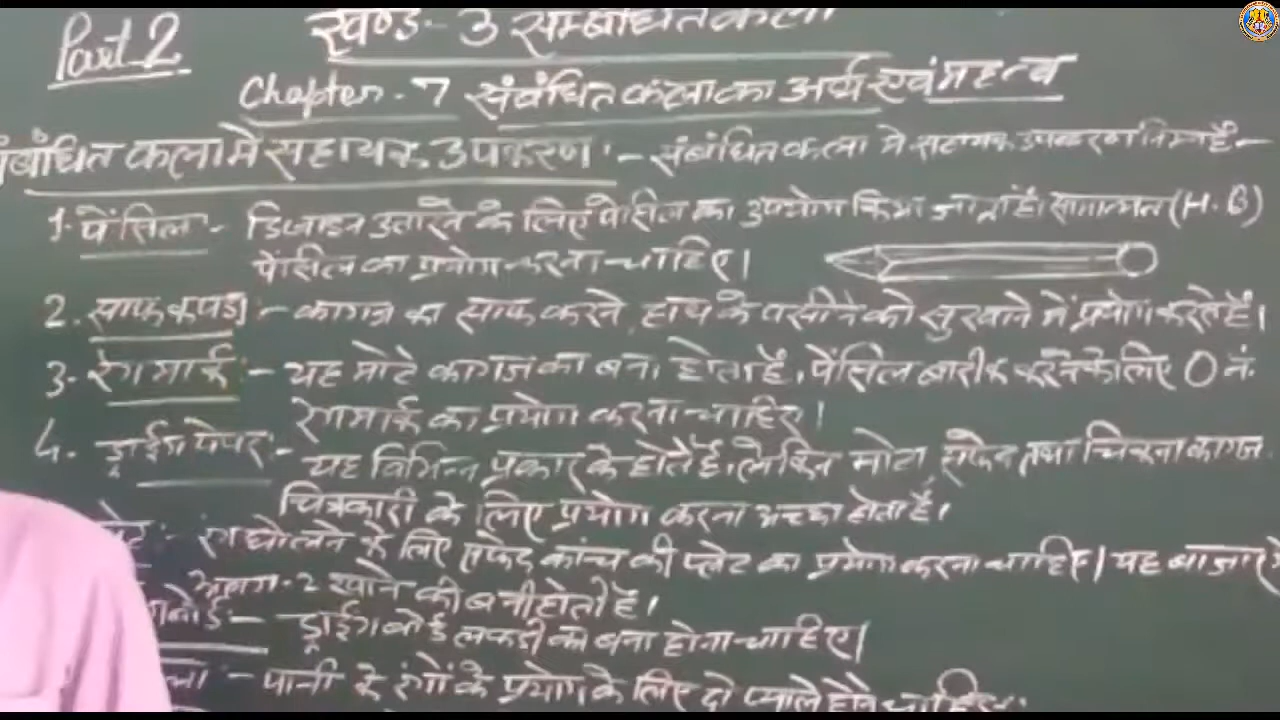 Part-2
खण्ड- 3 सम्बंधित कला
Chapter - 7 संबंधित कला का अर्थ एवं महत्व
संबंधित कला में सहायक उपकरण :- संबंधित कला में सहायक उपकरण निम्न हैं-
1. पेंसिल - डिजाइन उतारने के लिए पेंसिल का उपयोग किया जाता है। सामान्यतः (H.B)
पेंसिल का प्रयोग करना चाहिए।
2. साफ कपड़ा :- कागज को साफ करने, हाथ के पसीने को सुखाने में प्रयोग करते हैं।
3. रेगमार्क - यह मोटे कागज का बना होता है, पेंसिल बारीक करने के लिए 0 नं.
रेगमार्क का प्रयोग करना चाहिए।
4. ड्राईंग पेपर :- यह विभिन्न प्रकार के होते हैं, लेकिन मोटा, सफेद तथा चिकना कागज
चित्रकारी के लिए प्रयोग करना अच्छा होता है।
:- रंग घोलने के लिए सफेद कांच की प्लेट का प्रयोग करना चाहिए। यह बाजार में
अलग-2 खाने की बनी होती है।
बोर्ड :- ड्राईंग बोर्ड लकड़ी का बना होना चाहिए।
- पानी के रंगों के प्रयोग के लिए दो प्याले होने चाहिए